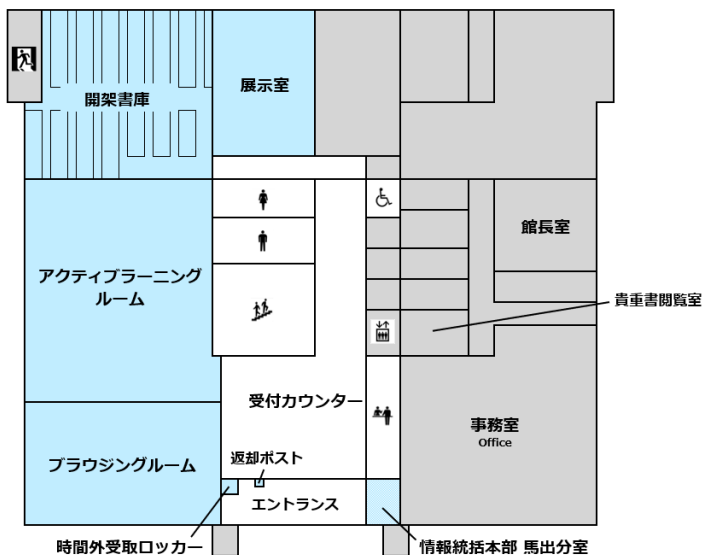 展示室
開架書庫
館長室
アクティブラーニング
ルーム
貴重書閲覧室
受付カウンター
事務室
Office
返却ポスト
ブラウジングルーム
エントランス
時間外受取ロッカー
情報統括本部 馬出分室